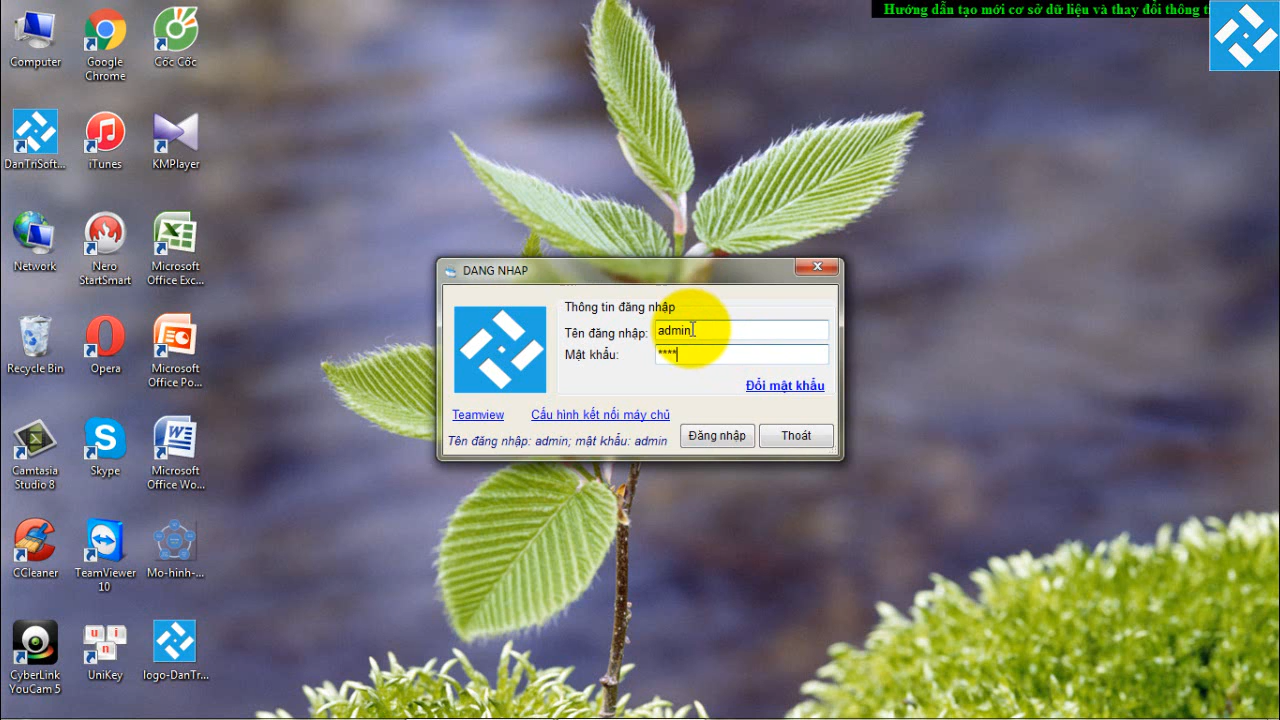 Hướng dẫn tạo mới cơ sở dữ liệu và thay đổi thông
Computer
Google Chrome
Cốc Cốc
DanTriSoft...
iTunes
KMPlayer
Network
Nero StartSmart
Microsoft Office Exc...
Recycle Bin
Opera
Microsoft Office Po...
Camtasia Studio 8
Skype
Microsoft Office Wo...
CCleaner
TeamViewer 10
Mo-hinh-...
CyberLink YouCam 5
u i n
UniKey
logo-DanTr...
DANG NHAP
Thông tin đăng nhập
Tên đăng nhập: admin
Mật khẩu: ****
Đổi mật khẩu
Teamview Cấu hình kết nối máy chủ
Tên đăng nhập: admin; mật khẩu: admin
Đăng nhập Thoát